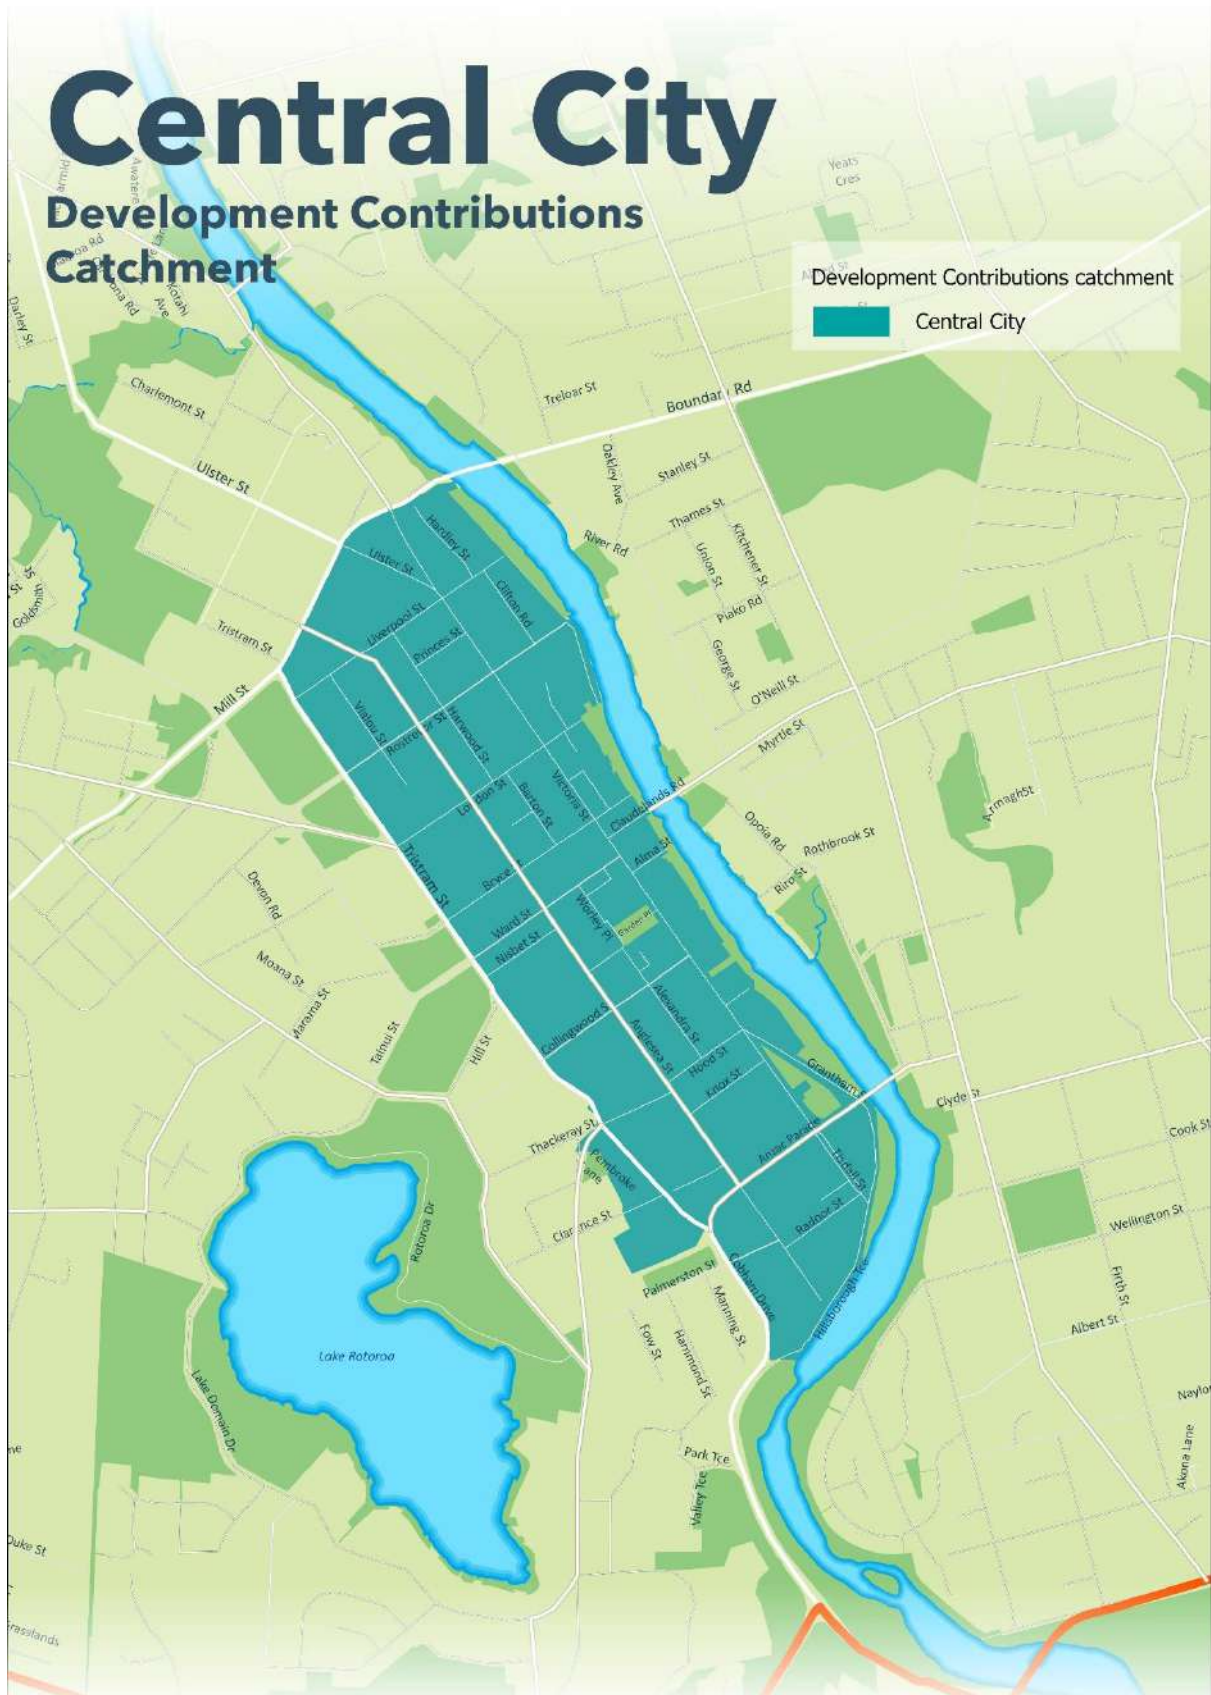 Central City
Development Contributions
Catchment
Yeats
Cres
Development Contributions catchment
Central City
Awatere
Kotahi
Ave
Darley St
Charlemont St
Treloar St
Boundary Rd
Ulster St
Oakley Ave
Stanley St
Hardley St
Thames St
River Rd
Kitchener St
Union St
Ulster St
Goldsmith
St
Clifton Rd
Piako Rd
Liverpool St
Tristram St
Princes St
George St
O'Neill St
Mill St
Vialou St
Rostrevor St
Harwood St
Myrtle St
London St
Barton St
Victoria St
Claudelands Rd
Armagh St
Opoia Rd
Rathbrook St
Alma St
Tristram St
Bryce St
Riro St
Devon Rd
Ward St
Worley Pl
Garden Pl
Nisbet St
Moana St
Marama St
Tainui St
Hill St
Collingwood S
Alexandra St
Anglesea St
Hood St
Knox St
Grantham S
Clyde St
Thackeray St
Anzac Parade
Cook St
Pembroke
Lane
Tisdall St
Clarence St
Radnor St
Wellington St
Rotoroa Dr
Palmerston St
Cobham Drive
Manning St
Hillsborough Tce
Firth St
Fow St
Hammond St
Albert St
Lake Rotoroa
Lake Domain Dr
Naylo
ne
Park Tce
Valley Tce
Akona Lane
Duke St
rasslands